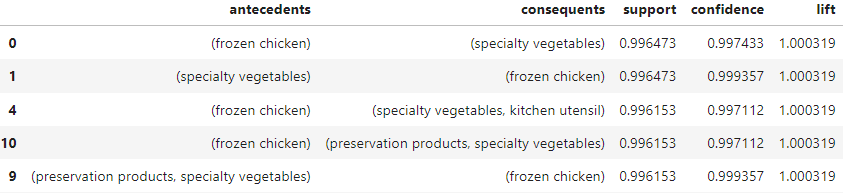 antecedents consequents support confidence lift
0 (frozen chicken) (specialty vegetables) 0.996473 0.997433 1.000319
1 (specialty vegetables) (frozen chicken) 0.996473 0.999357 1.000319
4 (frozen chicken) (specialty vegetables, kitchen utensil) 0.996153 0.997112 1.000319
10 (frozen chicken) (preservation products, specialty vegetables) 0.996153 0.997112 1.000319
9 (preservation products, specialty vegetables) (frozen chicken) 0.996153 0.999357 1.000319